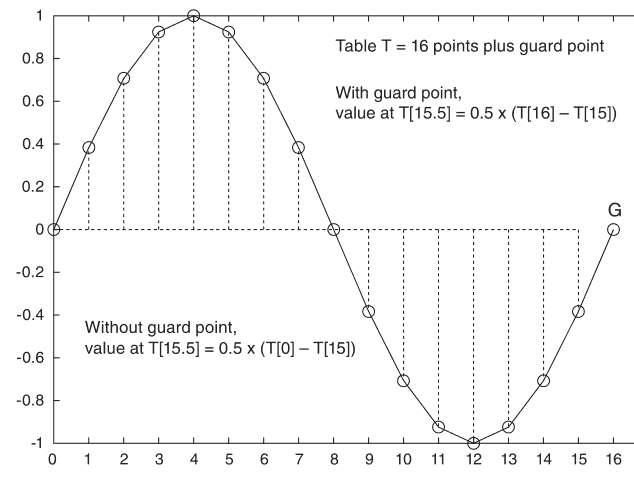 1
0.8
0.6
0.4
0.2
0
-0.2
-0.4
-0.6
-0.8
-1
Table T = 16 points plus guard point
With guard point,
value at T[15.5] = 0.5 x (T[16] – T[15])
G
Without guard point,
value at T[15.5] = 0.5 x (T[0] – T[15])
0 1 2 3 4 5 6 7 8 9 10 11 12 13 14 15 16